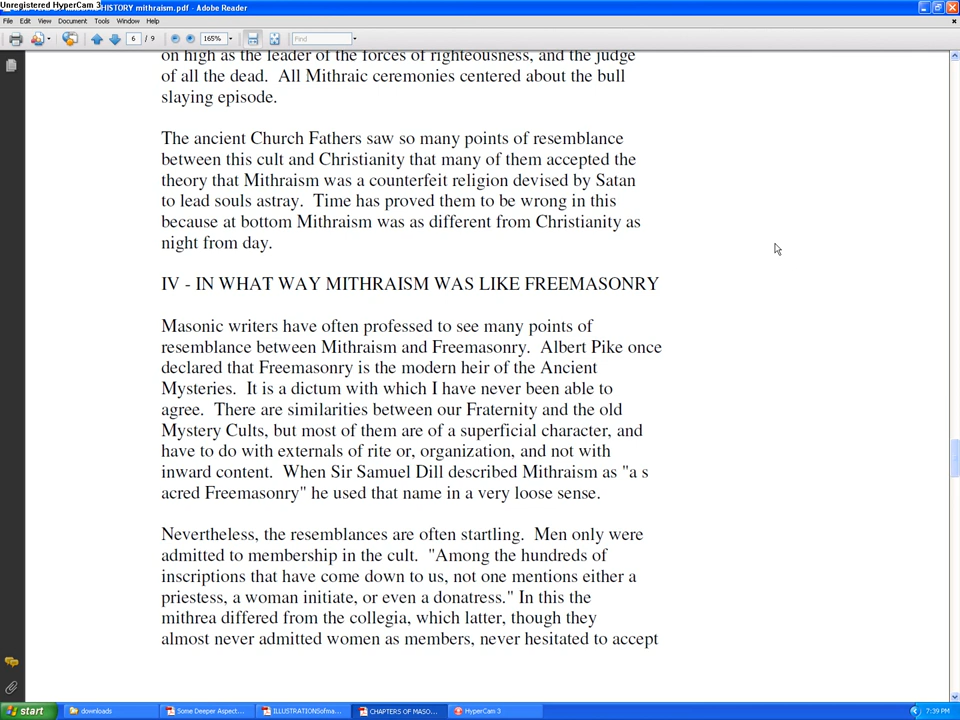 Unregistered HyperCam 3
HISTORY mithraism.pdf - Adobe Reader
File Edit View Document Tools Window Help
6 / 9 165% Find
on high as the leader of the forces of righteousness, and the judge
of all the dead. All Mithraic ceremonies centered about the bull
slaying episode.
The ancient Church Fathers saw so many points of resemblance
between this cult and Christianity that many of them accepted the
theory that Mithraism was a counterfeit religion devised by Satan
to lead souls astray. Time has proved them to be wrong in this
because at bottom Mithraism was as different from Christianity as
night from day.
IV - IN WHAT WAY MITHRAISM WAS LIKE FREEMASONRY
Masonic writers have often professed to see many points of
resemblance between Mithraism and Freemasonry. Albert Pike once
declared that Freemasonry is the modern heir of the Ancient
Mysteries. It is a dictum with which I have never been able to
agree. There are similarities between our Fraternity and the old
Mystery Cults, but most of them are of a superficial character, and
have to do with externals of rite or, organization, and not with
inward content. When Sir Samuel Dill described Mithraism as "a s
acred Freemasonry" he used that name in a very loose sense.
Nevertheless, the resemblances are often startling. Men only were
admitted to membership in the cult. "Among the hundreds of
inscriptions that have come down to us, not one mentions either a
priestess, a woman initiate, or even a donatress." In this the
mithrea differed from the collegia, which latter, though they
almost never admitted women as members, never hesitated to accept
start downloads Some Deeper Aspect... ILLUSTRATIONSofma... CHAPTERS OF MASO... HyperCam 3 7:39 PM